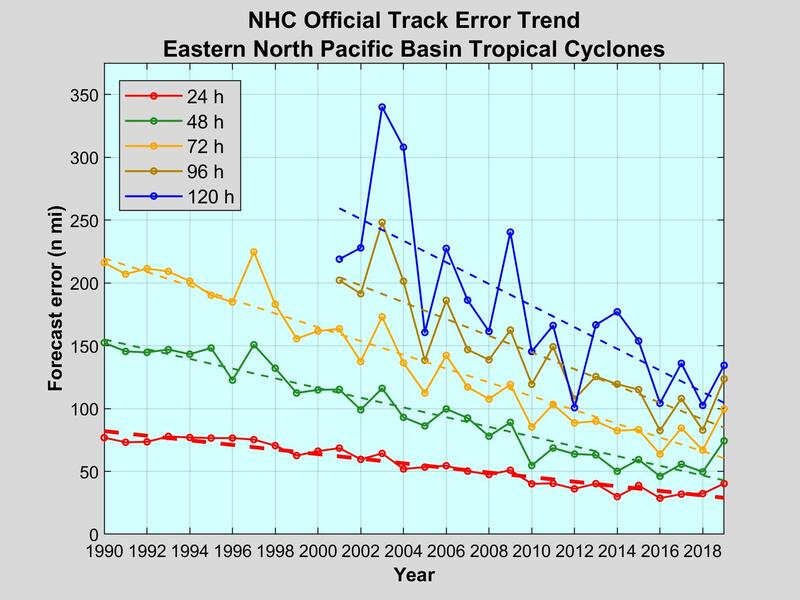 NHC Official Track Error Trend
Eastern North Pacific Basin Tropical Cyclones
24 h
48 h
72 h
96 h
120 h
Forecast error (n mi)
350
300
250
200
150
100
50
0
1990 1992 1994 1996 1998 2000 2002 2004 2006 2008 2010 2012 2014 2016 2018
Year